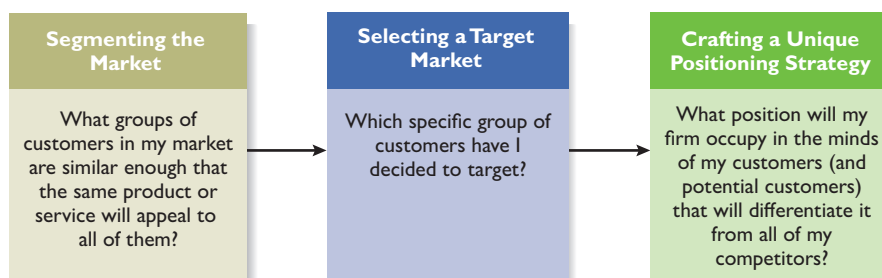 Segmenting the
Market
What groups of
customers in my market
are similar enough that
the same product or
service will appeal to
all of them?
Selecting a Target
Market
Which specific group of
customers have I
decided to target?
Crafting a Unique
Positioning Strategy
What position will my
firm occupy in the minds
of my customers (and
potential customers)
that will differentiate it
from all of my
competitors?